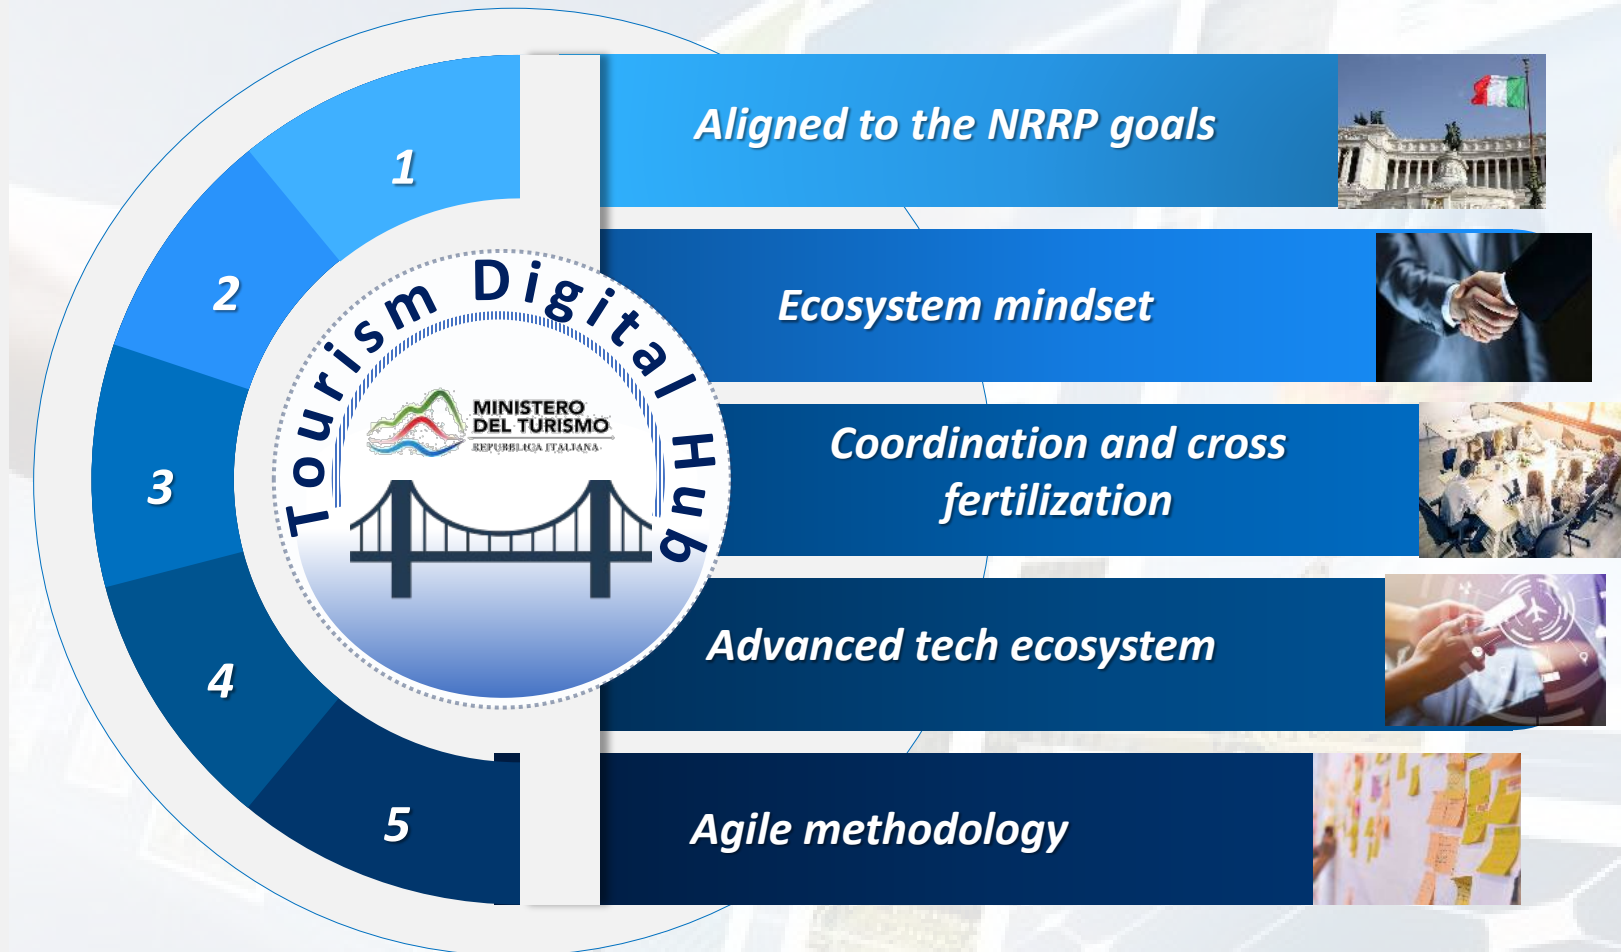 1
Aligned to the NRRP goals
2
Ecosystem mindset
Tourism Digital Hub
MINISTERO
DEL TURISMO
REPUBBLICA ITALIANA
3
Coordination and cross
fertilization
4
Advanced tech ecosystem
5
Agile methodology